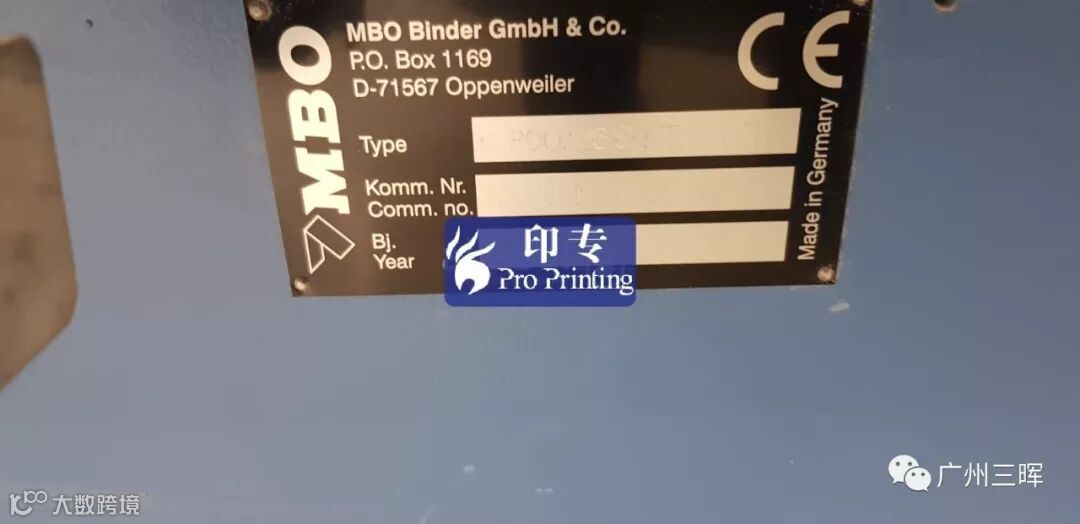 MBO
MBO Binder GmbH & Co.
P.O. Box 1169
D-71567 Oppenweiler
CE
Type
Komm. Nr.
Comm. no.
Bj.
Year
Made in Germany
印专
Pro Printing
广州三晖
大数跨境